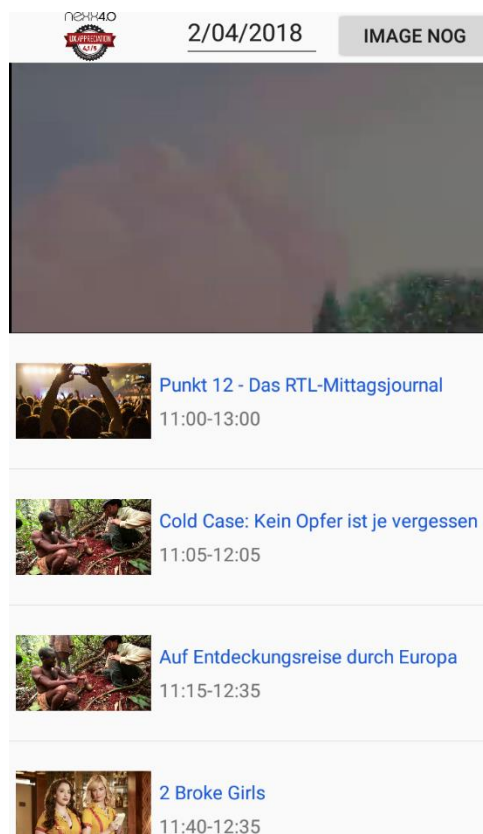 nexx4.0
UX APPRECIATION
2/04/2018
IMAGE NOG
Punkt 12 - Das RTL-Mittagsjournal
11:00-13:00
Cold Case: Kein Opfer ist je vergessen
11:05-12:05
Auf Entdeckungsreise durch Europa
11:15-12:35
2 Broke Girls
11:40-12:35